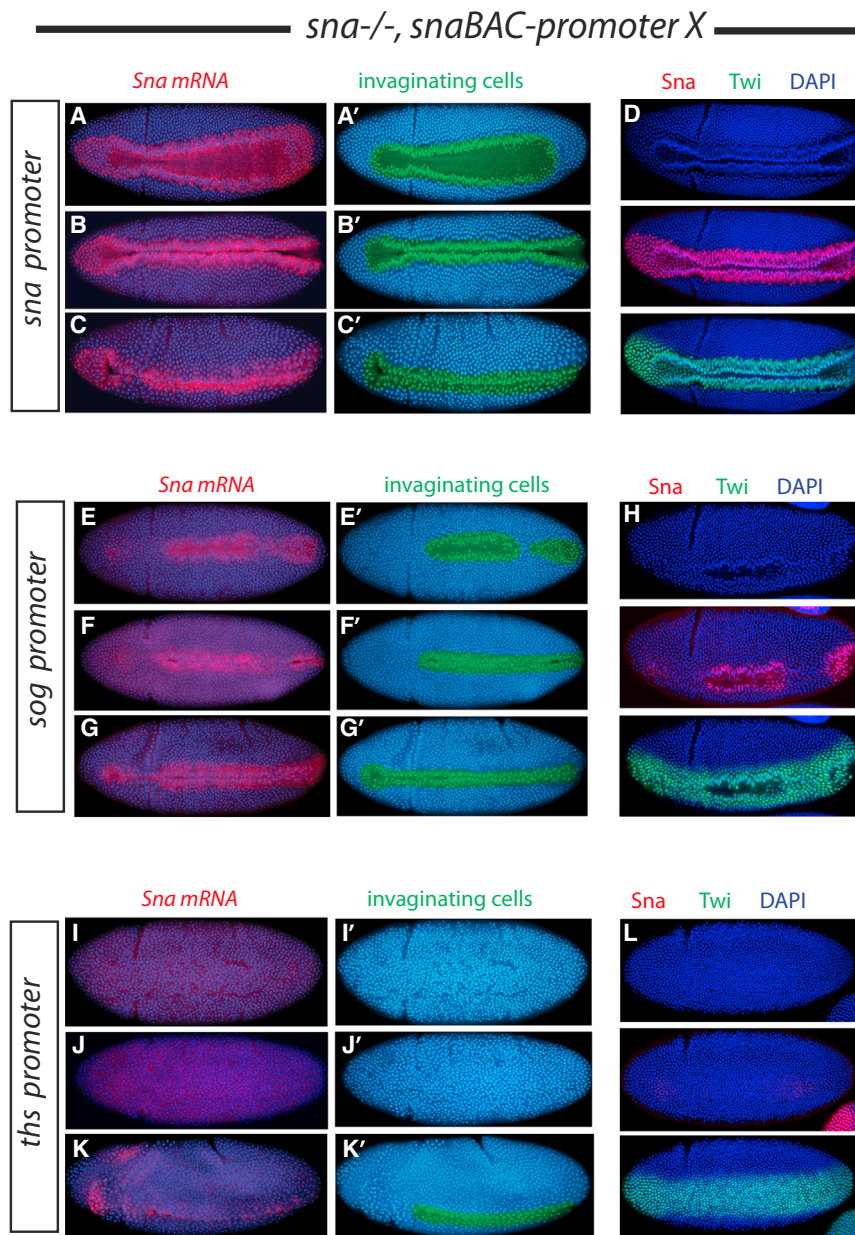 sna-/-, snaBAC-promoter X
Sna mRNA
invaginating cells
Sna Twi DAPI
sna promoter
A
A'
D
B
B'
C
C'
Sna mRNA
invaginating cells
Sna Twi DAPI
sog promoter
E
E'
H
F
F'
G
G'
Sna mRNA
invaginating cells
Sna Twi DAPI
ths promoter
I
I'
L
J
J'
K
K'